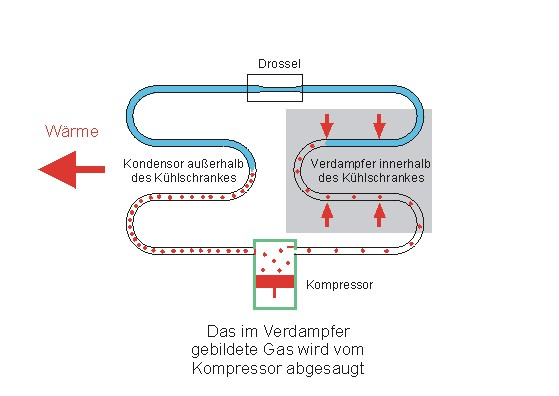 Drossel
Wärme
Kondensor außerhalb
des Kühlschrankes
Verdampfer innerhalb
des Kühlschrankes
Kompressor
Das im Verdampfer
gebildete Gas wird vom
Kompressor abgesaugt